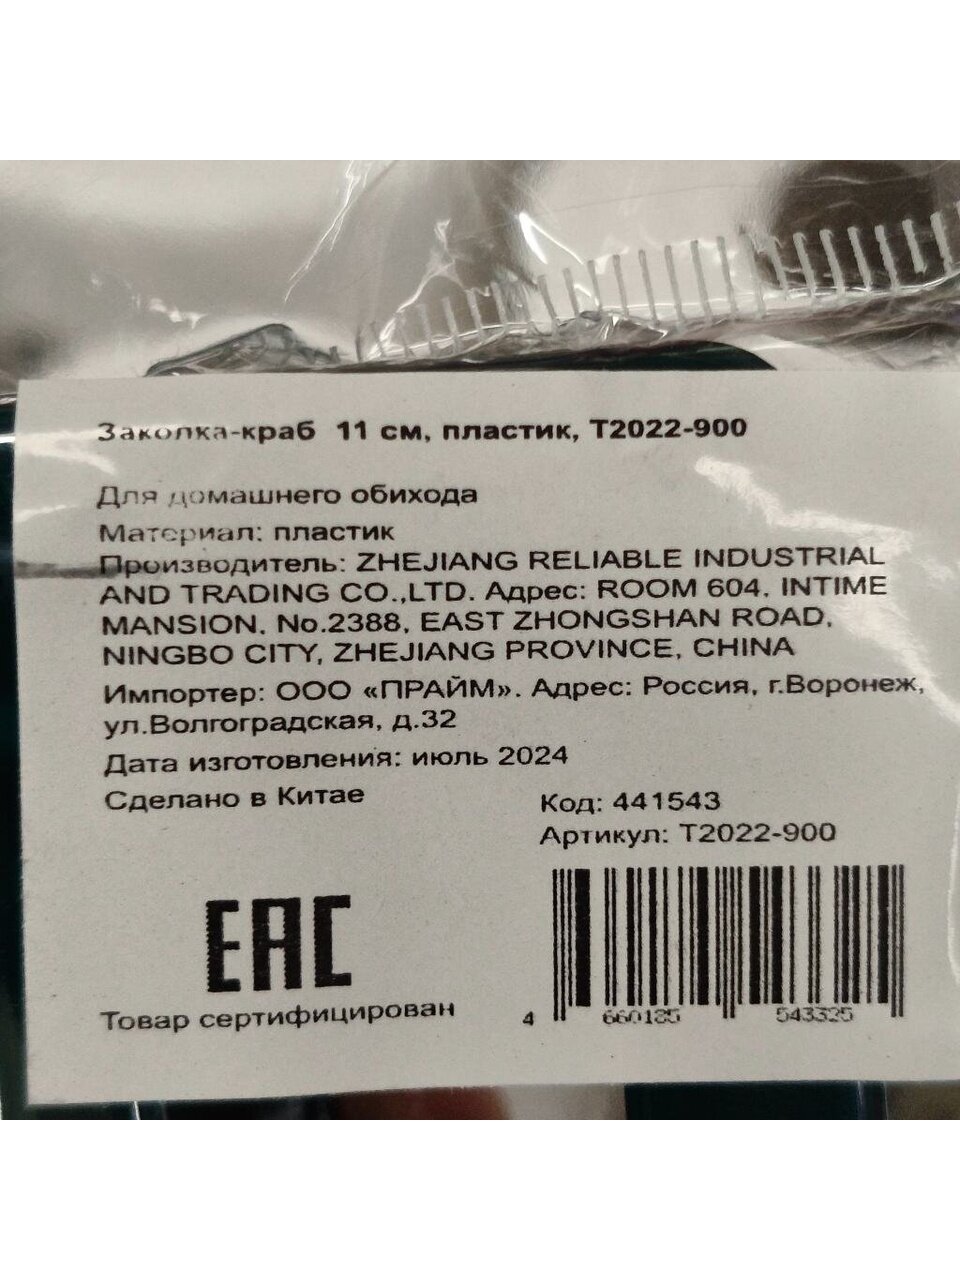 Заколка-краб 11 см, пластик, Т2022-900
Для домашнего обихода
Материал: пластик
Производитель: ZHEJIANG RELIABLE INDUSTRIAL
AND TRADING CO.,LTD. Адрес: ROOM 604, INTIME
MANSION, No.2388, EAST ZHONGSHAN ROAD,
NINGBO CITY, ZHEJIANG PROVINCE, CHINA
Импортер: ООО «ПРАЙМ». Адрес: Россия, г.Воронеж,
ул.Волгоградская, д.32
Дата изготовления: июль 2024
Сделано в Китае
Код: 441543
Артикул: Т2022-900
EAC
Товар сертифицирован
4 660185 543325